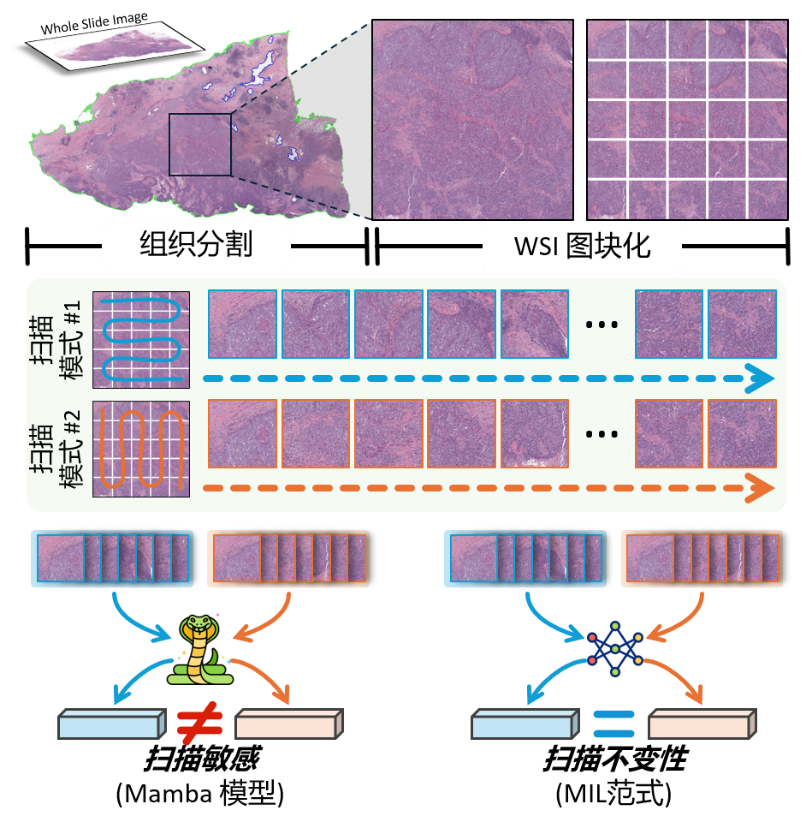 Whole Slide Image
组织分割
WSI 图块化
扫描
模式 #1
扫描
模式 #2
...
...
≠
=
扫描敏感
(Mamba 模型)
扫描不变性
(MIL范式)